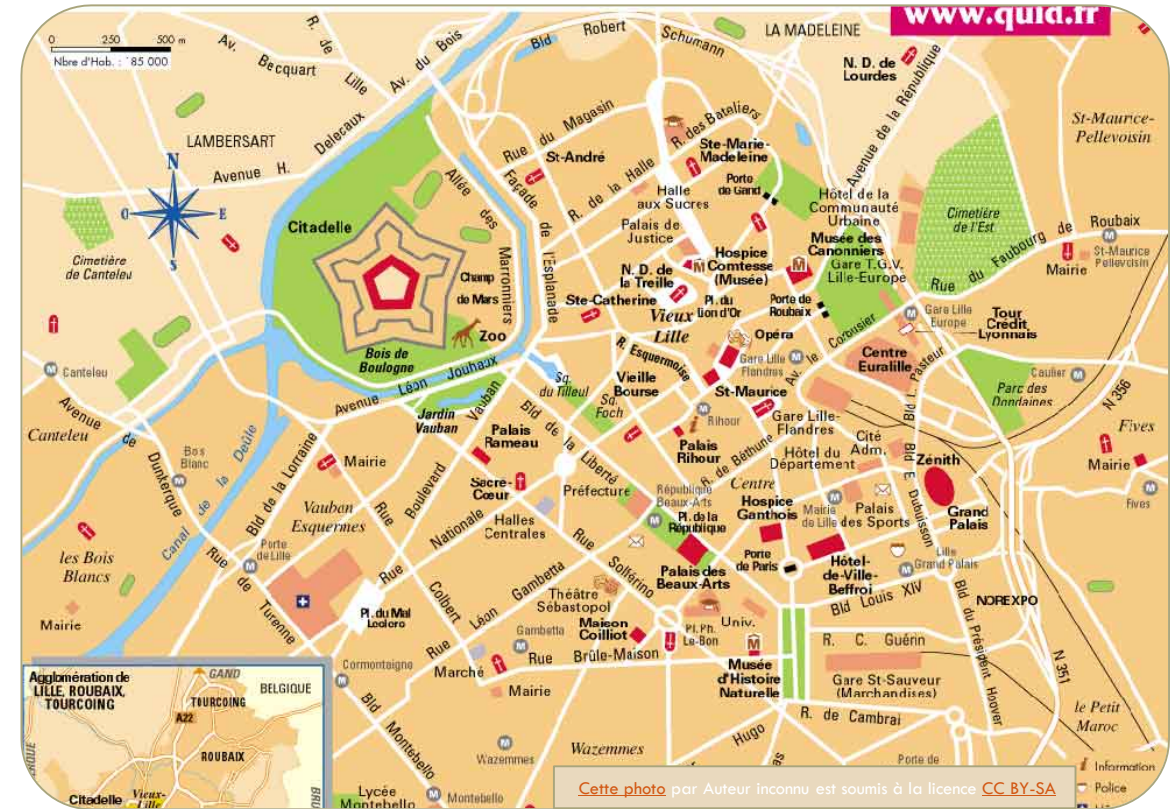 www.quid.fr
0 250 500 m
Nbre d'Hab. : 185 000
Av. Becquart
R. de Lille
Av. du Bois
Bld Robert Schumann
LA MADELEINE
N. D. de
Lourdes
Avenue de la République
St-Maurice-
Pellevoisin
LAMBERSART
Avenue H. Delecaux
N
O
E
S
Rue du Magasin
R. des Bateliers
St-André
Ste-Marie-
Madeleine
Porte
de Gand
R. de la Halle
Halle
aux Sucres
Hôtel de la
Communauté
Urbaine
Cimetière
de l'Est
Roubaix
Rue du Faubourg de
St-Maurice
Pellevoisin
Mairie
Allée des Marronniers
Façade de l'Esplanade
Citadelle
Cimetière
de Canteleu
Palais de
Justice
Musée des
Canonniers
Gare T.G.V.
Lille-Europe
Hospice
Comtesse
(Musée)
N. D. de
la Treille
Champ
de Mars
Ste-Catherine
Pl. du
Lion d'Or
Porte de
Roubaix
Vieux
Lille
Zoo
Opéra
Av. le Corbusier
Gare Lille
Europe
Tour
Crédit
Lyonnais
Bois de
Boulogne
R. Esquermoise
Gare Lille
Flandres
Centre
Euralille
Bld Pasteur
Canteleu
Avenue Léon Jouhaux
Sq.
du Tilleul
Vieille
Bourse
St-Maurice
Caulier
Parc des
Dondaines
N 356
Avenue de Dunkerque
Canteleu
Jardin
Vauban
Sq.
Foch
Rihour
Gare Lille-
Flandres
Fives
Palais
Rameau
Bld de la Liberté
Palais
Rihour
R. de Béthune
Hôtel du
Département
Cité
Adm.
Zénith
Bois
Blanc
Canal de la Deûle
Bld de la Lorraine
Mairie
Boulevard Vauban
Sacré-
Cœur
Préfecture
République
Beaux-Arts
Centre
Mairie
Fives
Vauban
Esquermes
Halles
Centrales
Pl. de la
République
Hospice
Ganthois
Mairie
de Lille
Palais
des Sports
Bld E. Dubuisson
Grand
Palais
les Bois
Blancs
Porte
de Lille
Rue Nationale
Rue Solférino
Palais des
Beaux-Arts
Porte
de Paris
Hôtel-
de-Ville-
Beffroi
Lille
Grand Palais
Rue de Turenne
Rue Colbert
Rue Léon Gambetta
Théâtre
Sébastopol
Bld Louis XIV
NOREXPO
Mairie
Pl. du Mal
Leclerc
Gambetta
Maison
Coilliot
Pl. Ph.
Le-Bon
Univ.
R. C. Guérin
Bld du Président Hoover
Cormontaigne
Marché
Rue Brûle-Maison
Musée
d'Histoire
Naturelle
Gare St-Sauveur
(Marchandises)
N 351
Mairie
R. de Cambrai
le Petit
Maroc
Bld Montebello
Wazemmes
Wazemmes
Hugo
Porte de
Lycée
Montebello
Montebello
Agglomération de
LILLE, ROUBAIX,
TOURCOING
GAND
BELGIQUE
TOURCOING
A22
ROUBAIX
Citadelle
Vieux-
Lille
Information
Police
Cette photo par Auteur inconnu est soumis à la licence CC BY-SA